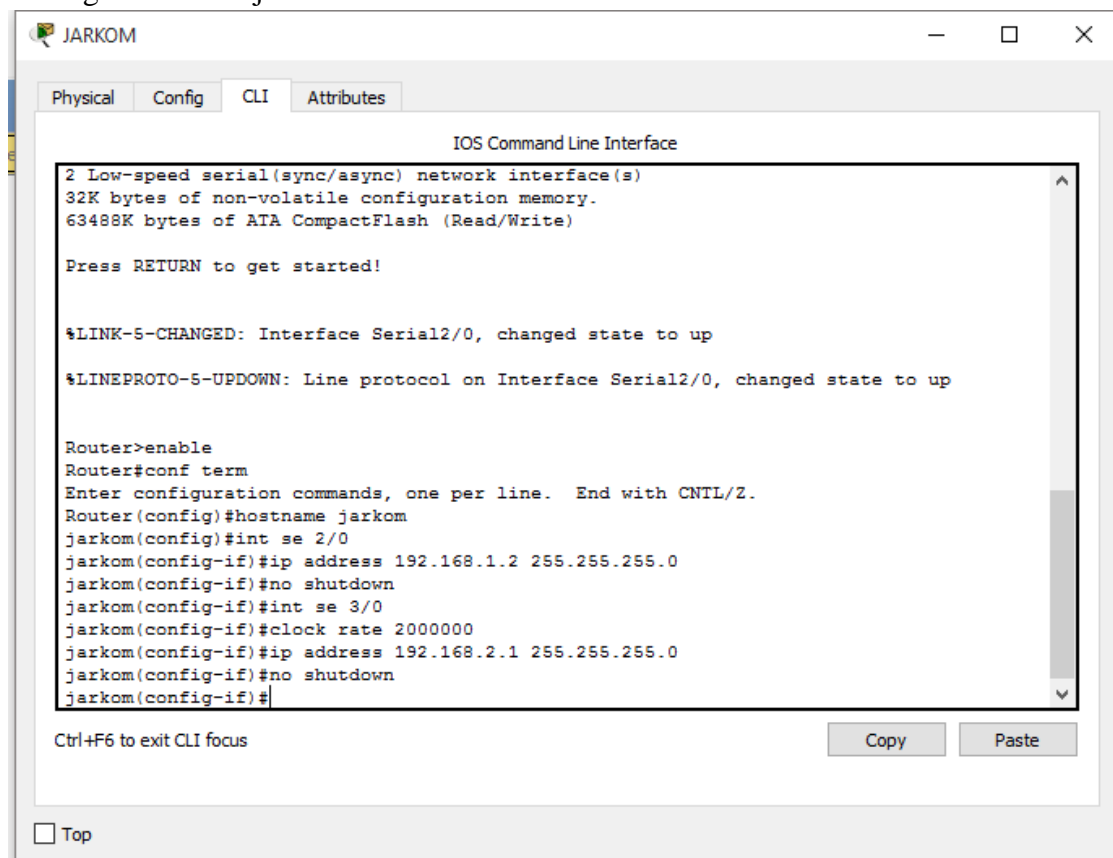 JARKOM
Physical Config CLI Attributes
IOS Command Line Interface
2 Low-speed serial(sync/async) network interface(s)
32K bytes of non-volatile configuration memory.
63488K bytes of ATA CompactFlash (Read/Write)
Press RETURN to get started!
%LINK-5-CHANGED: Interface Serial2/0, changed state to up
%LINEPROTO-5-UPDOWN: Line protocol on Interface Serial2/0, changed state to up
Router>enable
Router#conf term
Enter configuration commands, one per line.  End with CNTL/Z.
Router(config)#hostname jarkom
jarkom(config)#int se 2/0
jarkom(config-if)#ip address 192.168.1.2 255.255.255.0
jarkom(config-if)#no shutdown
jarkom(config-if)#int se 3/0
jarkom(config-if)#clock rate 2000000
jarkom(config-if)#ip address 192.168.2.1 255.255.255.0
jarkom(config-if)#no shutdown
jarkom(config-if)#
Ctrl+F6 to exit CLI focus
Copy Paste
Top